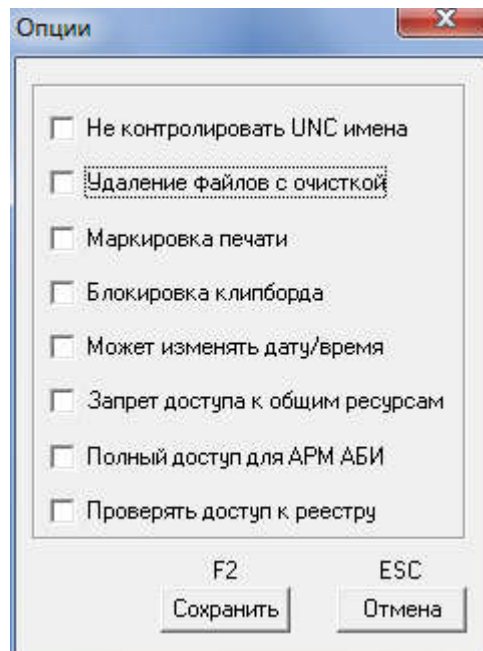 Опции
Не контролировать UNC имена
Удаление файлов с очисткой
Маркировка печати
Блокировка клипборда
Может изменять дату/время
Запрет доступа к общим ресурсам
Полный доступ для АРМ АБИ
Проверять доступ к реестру
F2 ESC
Сохранить Отмена